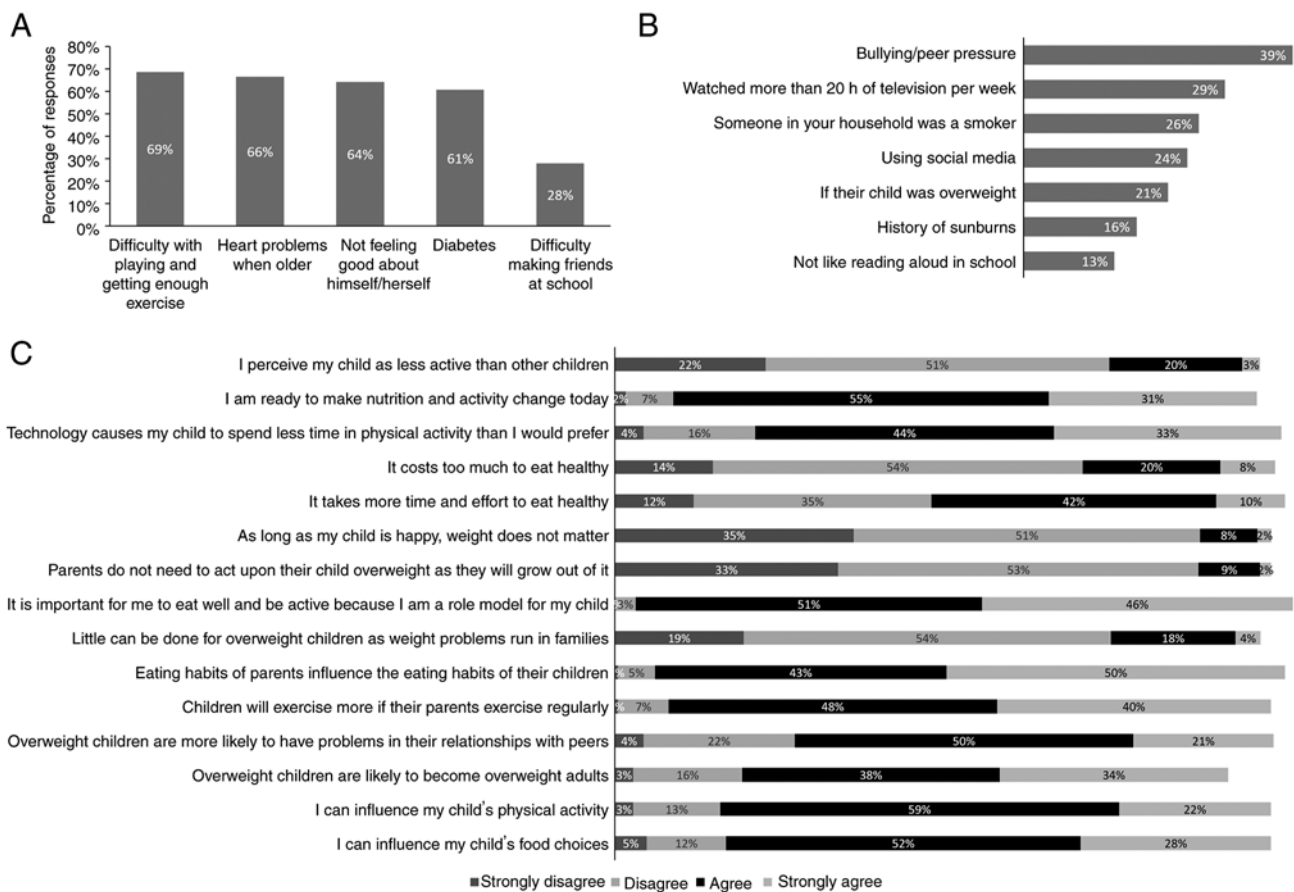 A
Percentage of responses
80%
70%
60%
50%
40%
30%
20%
10%
0%
69%
66%
64%
61%
28%
Difficulty with
playing and
getting enough
exercise
Heart problems
when older
Not feeling
good about
himself/herself
Diabetes
Difficulty
making friends
at school
B
Bullying/peer pressure 39%
Watched more than 20 h of television per week 29%
Someone in your household was a smoker 26%
Using social media 24%
If their child was overweight 21%
History of sunburns 16%
Not like reading aloud in school 13%
C
I perceive my child as less active than other children 22% 51% 20% 3%
I am ready to make nutrition and activity change today 2% 7% 55% 31%
Technology causes my child to spend less time in physical activity than I would prefer 4% 16% 44% 33%
It costs too much to eat healthy 14% 54% 20% 8%
It takes more time and effort to eat healthy 12% 35% 42% 10%
As long as my child is happy, weight does not matter 35% 51% 8% 2%
Parents do not need to act upon their child overweight as they will grow out of it 33% 53% 9% 2%
It is important for me to eat well and be active because I am a role model for my child 3% 51% 46%
Little can be done for overweight children as weight problems run in families 19% 54% 18% 4%
Eating habits of parents influence the eating habits of their children 5% 43% 50%
Children will exercise more if their parents exercise regularly 7% 48% 40%
Overweight children are more likely to have problems in their relationships with peers 4% 22% 50% 21%
Overweight children are likely to become overweight adults 3% 16% 38% 34%
I can influence my child's physical activity 3% 13% 59% 22%
I can influence my child's food choices 5% 12% 52% 28%
Strongly disagree Disagree Agree Strongly agree